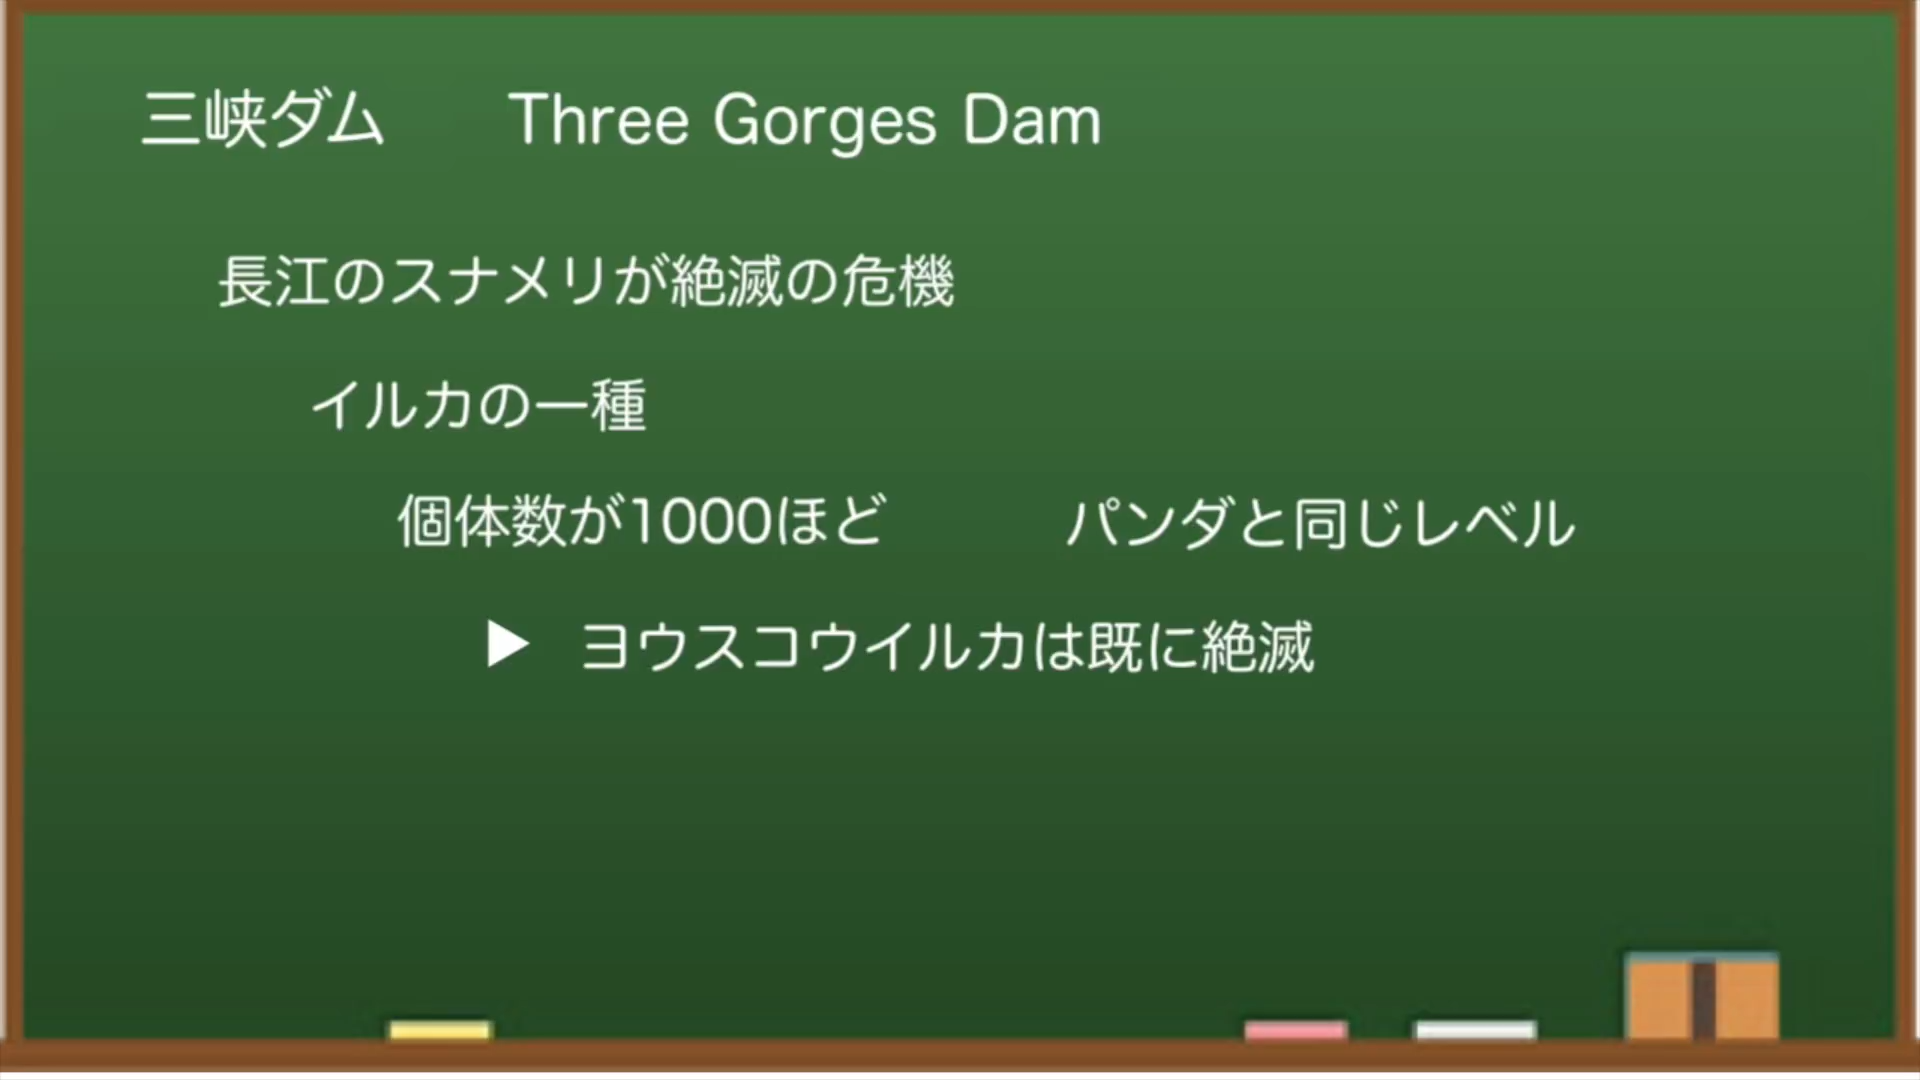 三峡ダム　　Three Gorges Dam
長江のスナメリが絶滅の危機
イルカの一種
個体数が1000ほど　　　パンダと同じレベル
▶ ヨウスコウイルカは既に絶滅